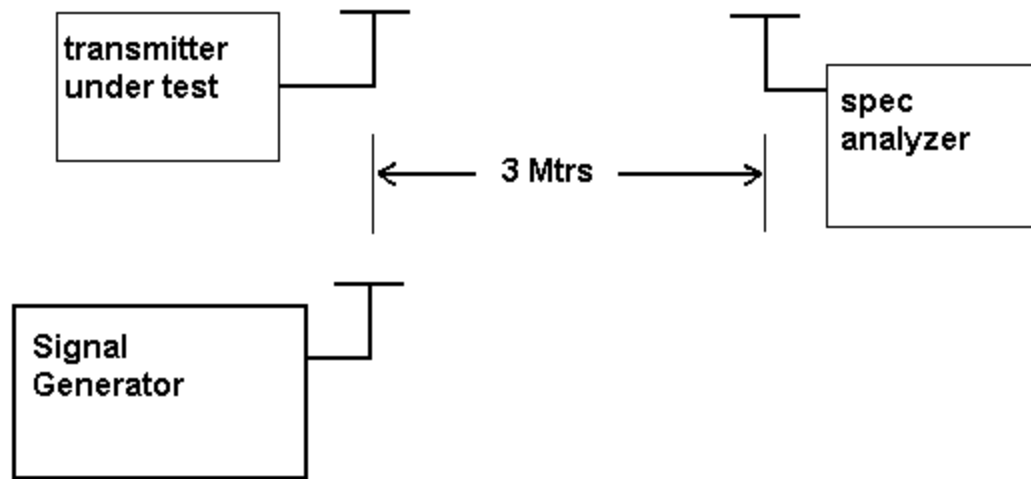 transmitter
under test
spec
analyzer
3 Mtrs
Signal
Generator